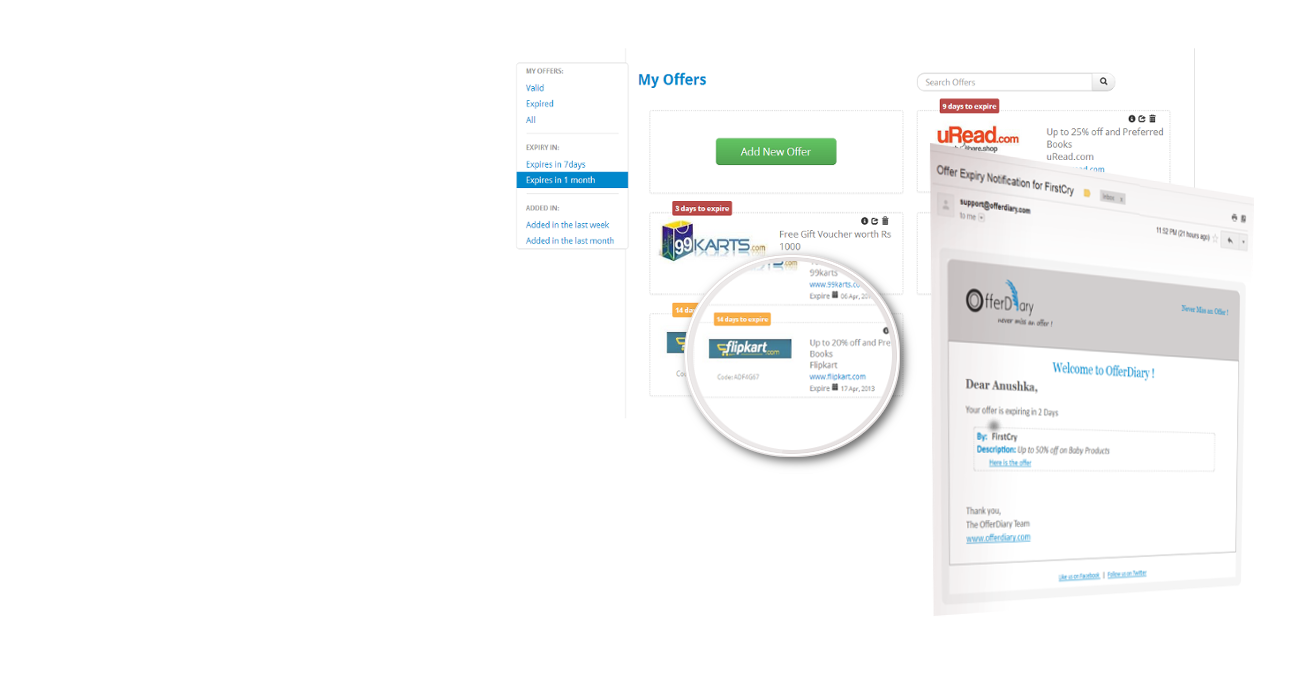 MY OFFERS:
Valid
Expired
All
EXPIRY IN:
Expires in 7days
Expires in 1 month
ADDED IN:
Added in the last week
Added in the last month
My Offers
Search Offers
Add New Offer
9 days to expire
uRead.com
share.shop
Up to 25% off and Preferred
Books
uRead.com
3 days to expire
99KARTS.com
Free Gift Voucher worth Rs
1000
99karts
www.99karts.co
Expire 06 Apr, 20
14 da
14 days to expire
flipkart.com
Code: ADF4G67
Up to 20% off and Pre
Books
Flipkart
www.flipkart.com
Expire 17 Apr, 2013
Offer Expiry Notification for FirstCry
Inbox x
support@offerdiary.com
to me
11:52 PM (21 hours ago)
OfferDiary
never miss an offer !
Never Miss an Offer !
Welcome to OfferDiary !
Dear Anushka,
Your offer is expiring in 2 Days
By: FirstCry
Description: Up to 50% off on Baby Products
Here is the offer
Thank you,
The OfferDiary Team
www.offerdiary.com
Like us on Facebook | Follow us on Twitter